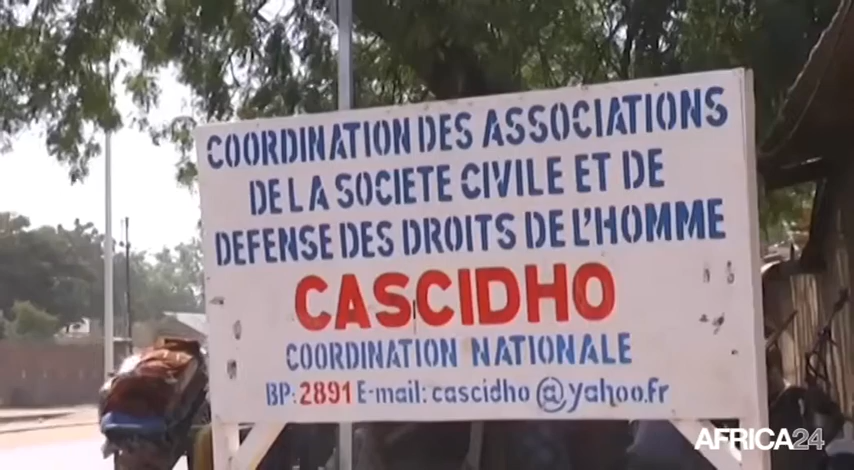 COORDINATION DES ASSOCIATIONS
DE LA SOCIETE CIVILE ET DE
DEFENSE DES DROITS DE L'HOMME
CASCIDHO
COORDINATION NATIONALE
BP: 2891 E-mail: cascidho @yahoo.fr
AFRICA24